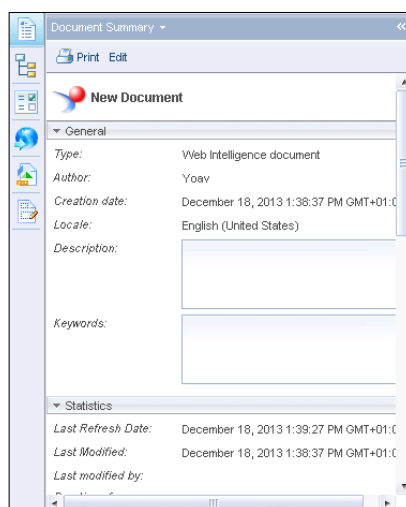 Document Summary
Print Edit
New Document
General
Type: Web Intelligence document
Author: Yoav
Creation date: December 18, 2013 1:38:37 PM GMT+01:0
Locale: English (United States)
Description:
Keywords:
Statistics
Last Refresh Date: December 18, 2013 1:39:27 PM GMT+01:0
Last Modified: December 18, 2013 1:38:37 PM GMT+01:0
Last modified by: